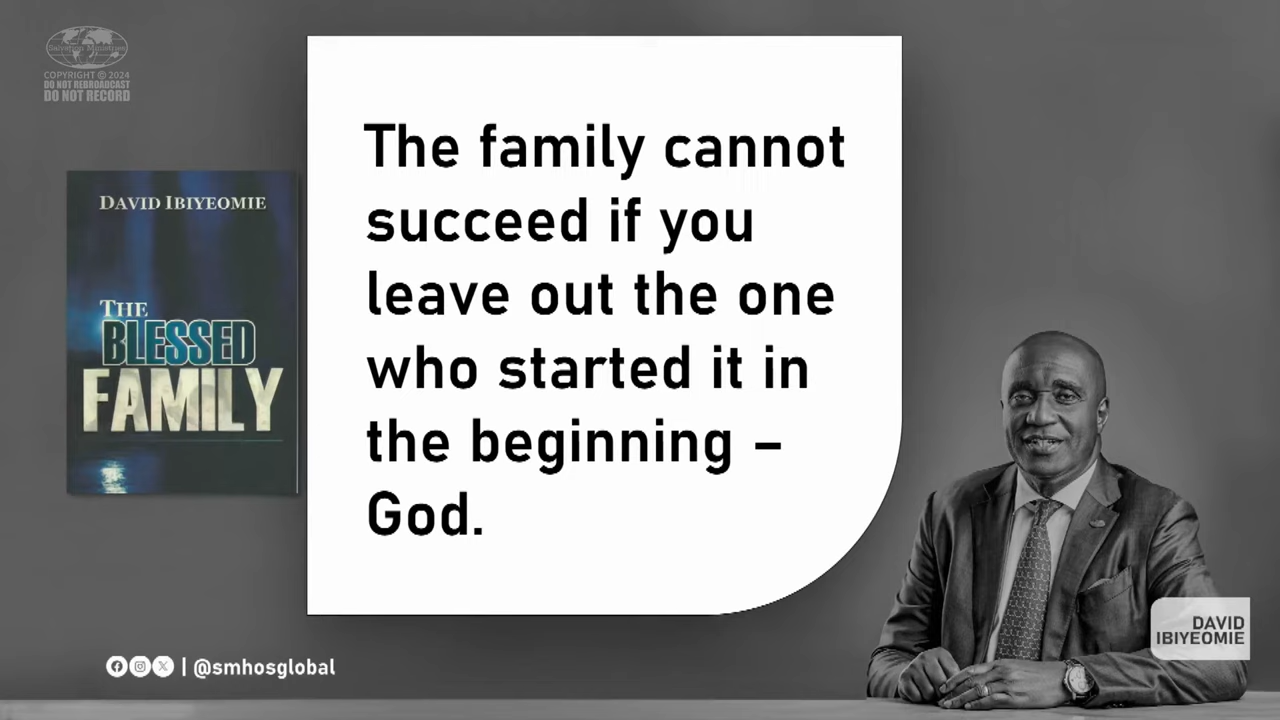 Salvation Ministries
COPYRIGHT © 2024
DO NOT REBROADCAST
DO NOT RECORD
DAVID IBIYEOMIE
THE
BLESSED
FAMILY
The family cannot
succeed if you
leave out the one
who started it in
the beginning –
God.
DAVID
IBIYEOMIE
| @smhosglobal